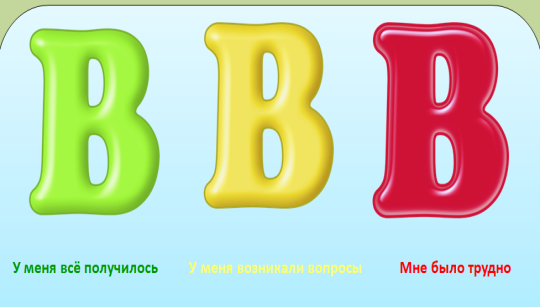 В В В
У меня всё получилось У меня возникали вопросы Мне было трудно